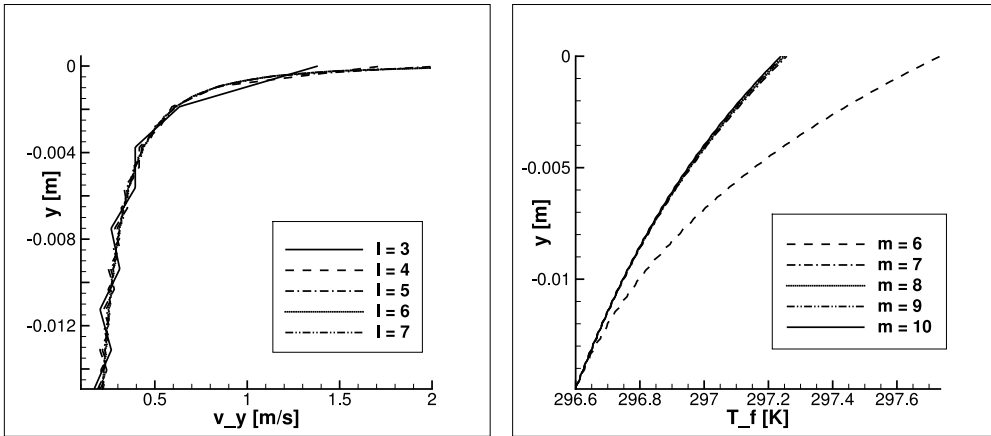 0
-0.004
-0.008
-0.012
y [m]
l = 3
l = 4
l = 5
l = 6
l = 7
0.5
1
1.5
2
v_y [m/s]
0
-0.005
-0.01
y [m]
m = 6
m = 7
m = 8
m = 9
m = 10
296.6
296.8
297
297.2
297.4
297.6
T_f [K]